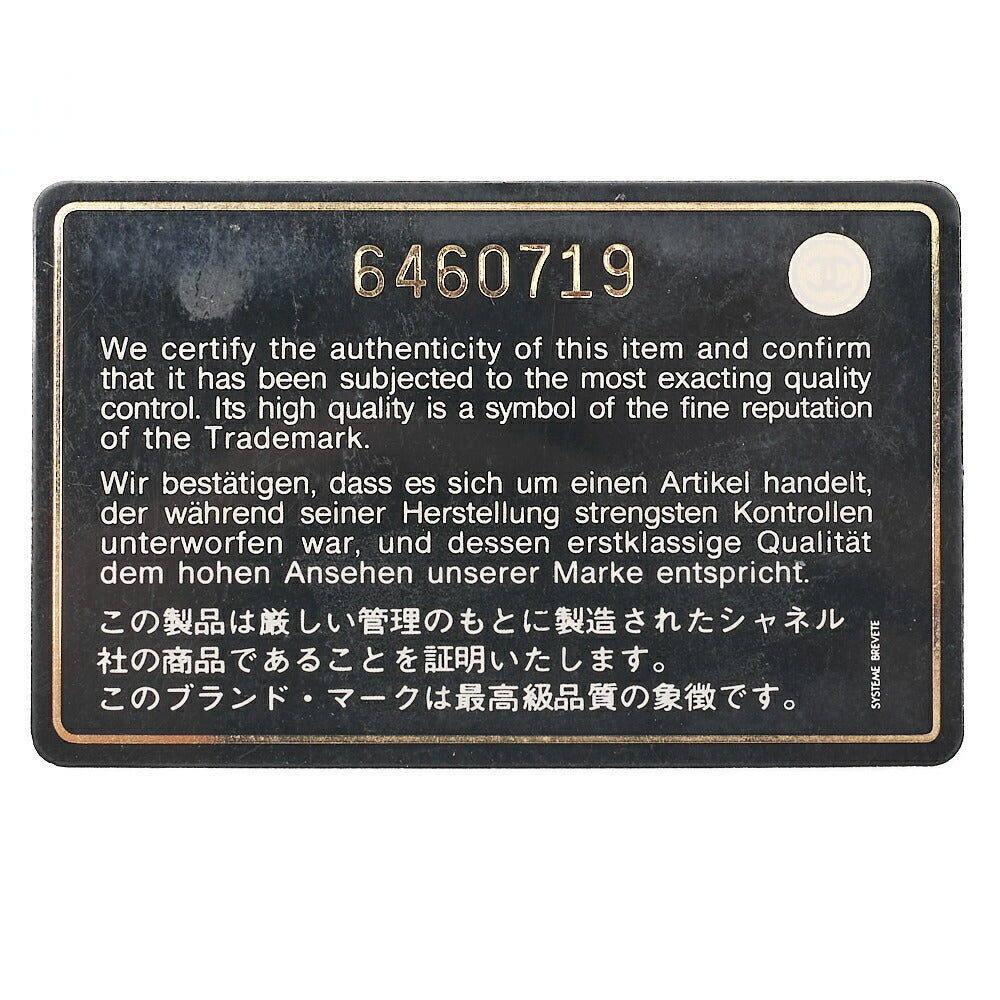 6460719
We certify the authenticity of this item and confirm
that it has been subjected to the most exacting quality
control. Its high quality is a symbol of the fine reputation
of the Trademark.
Wir bestätigen, dass es sich um einen Artikel handelt,
der während seiner Herstellung strengsten Kontrollen
unterworfen war, und dessen erstklassige Qualität
dem hohen Ansehen unserer Marke entspricht.
この製品は厳しい管理のもとに製造されたシャネル
社の商品であることを証明いたします。
このブランド・マークは最高級品質の象徴です。
SYSTEME BREVETE